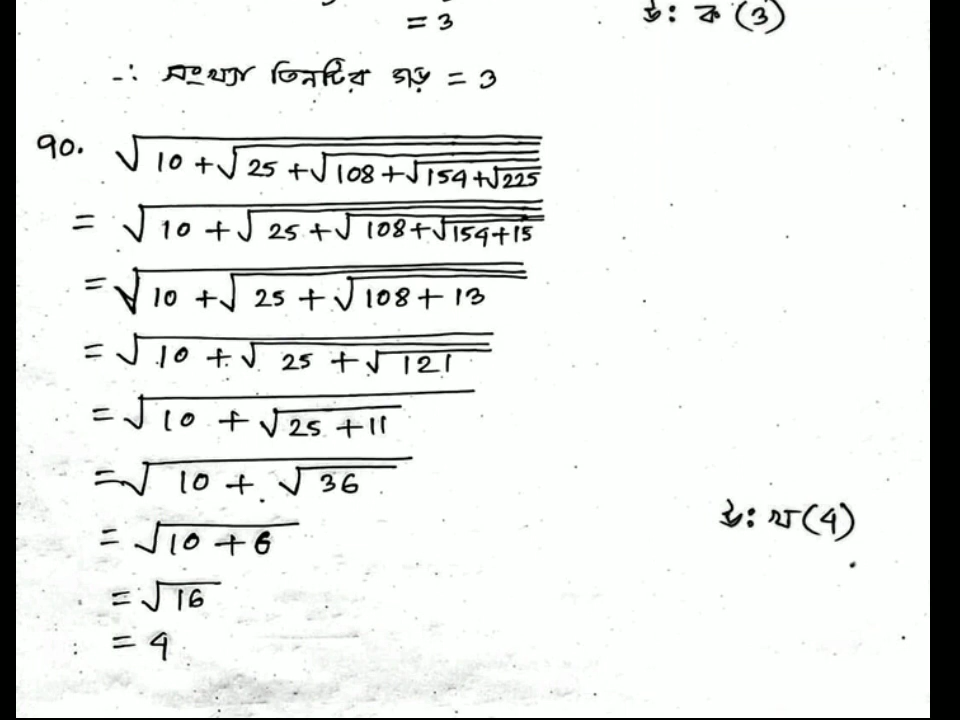 = 3 উ: ক (3)
∴ সংখ্যা তিনটির গড় = 3
90. √(10 + √(25 + √(108 + √(154 + √225))))
= √(10 + √(25 + √(108 + √(154 + 15))))
= √(10 + √(25 + √(108 + 13)))
= √(10 + √(25 + √121))
= √(10 + √(25 + 11))
= √(10 + √36)
= √(10 + 6) উ: খ (4)
= √16
= 4